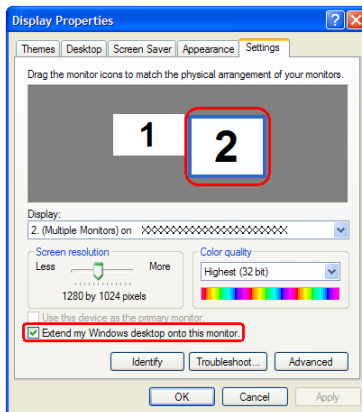 Display Properties
Themes Desktop Screen Saver Appearance Settings
Drag the monitor icons to match the physical arrangement of your monitors.
1 2
Display:
2. (Multiple Monitors) on XXXXXXXXXXXXXXXXXXXXXX
Screen resolution Color quality
Less More Highest (32 bit)
1280 by 1024 pixels
Use this device as the primary monitor.
Extend my Windows desktop onto this monitor.
Identify Troubleshoot... Advanced
OK Cancel Apply